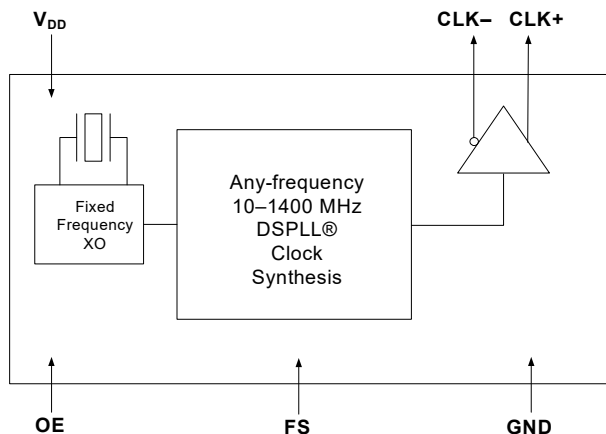 VDD
CLK– CLK+
Fixed
Frequency
XO
Any-frequency
10–1400 MHz
DSPLL®
Clock
Synthesis
OE
FS
GND